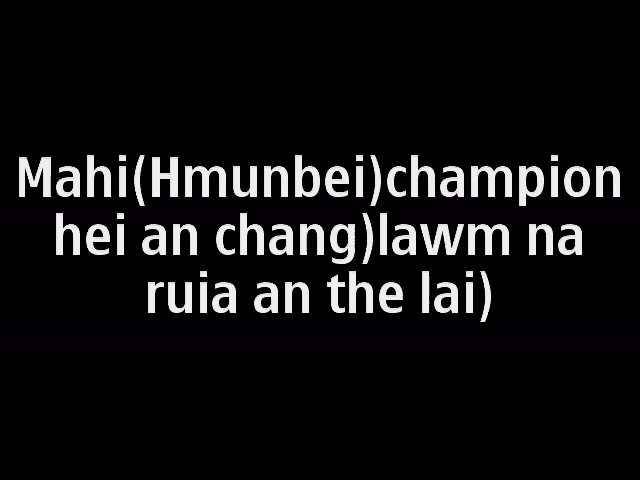 Mahi(Hmunbei)champion
hei an chang)lawm na
ruia an the lai)